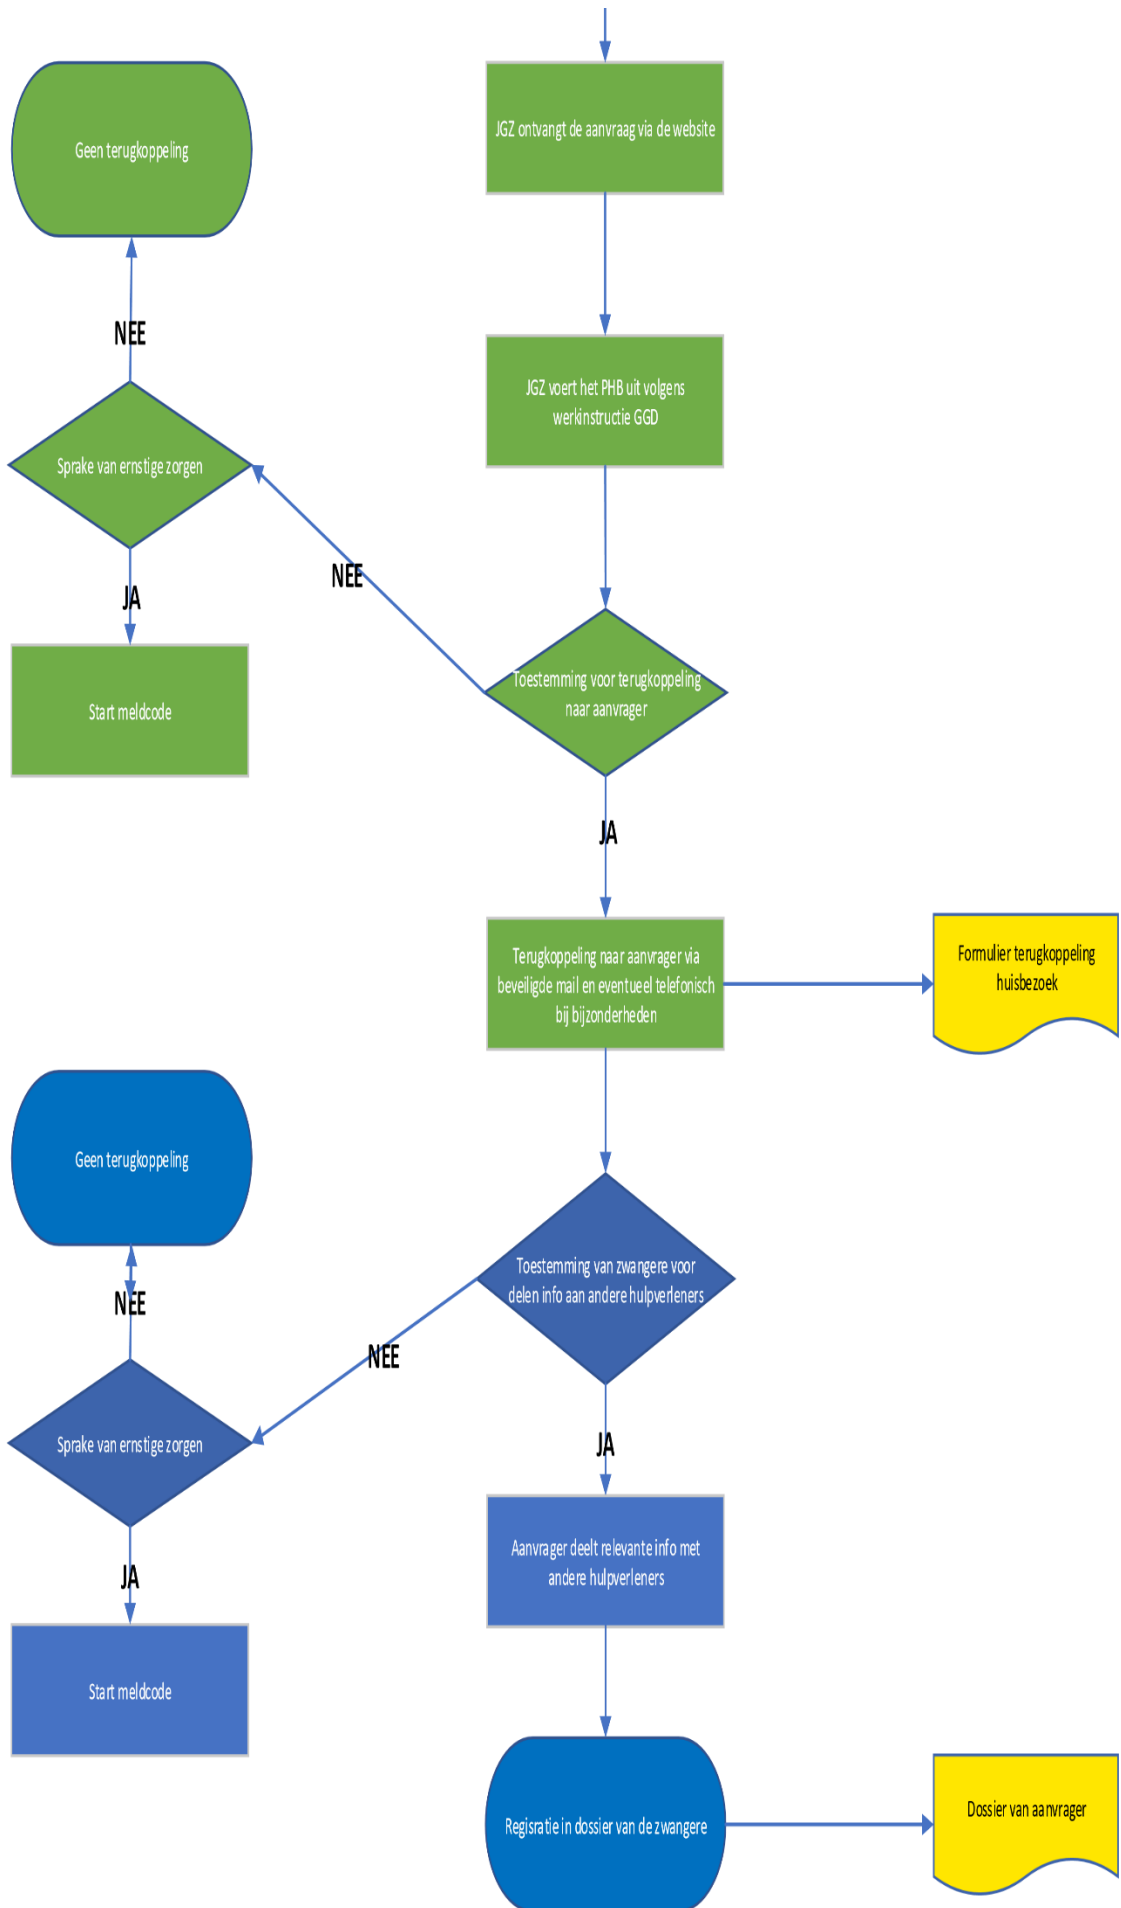 JGZ ontvangt de aanvraag via de website
Geen terugkoppeling
NEE
JGZ voert het PHB uit volgens
werkinstructie GGD
Sprake van ernstige zorgen
NEE
JA
Toestemming voor terugkoppeling
naar aanvrager
Start meldcode
JA
Terugkoppeling naar aanvrager via
beveiligde mail en eventueel telefonisch
bij bijzonderheden
Formulier terugkoppeling
huisbezoek
Geen terugkoppeling
Toestemming van zwangere voor
delen info aan andere hulpverleners
NEE
NEE
Sprake van ernstige zorgen
JA
Aanvrager deelt relevante info met
andere hulpverleners
JA
Start meldcode
Regisratie in dossier van de zwangere
Dossier van aanvrager